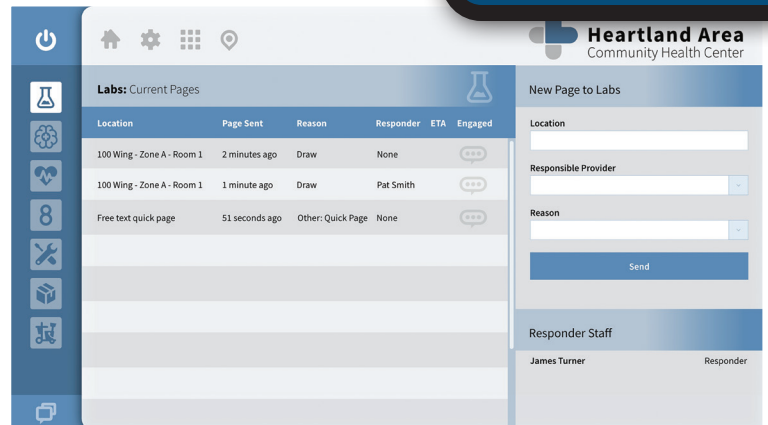 Heartland Area
Community Health Center
Labs: Current Pages
Location Page Sent Reason Responder ETA Engaged
100 Wing - Zone A - Room 1 2 minutes ago Draw None
100 Wing - Zone A - Room 1 1 minute ago Draw Pat Smith
Free text quick page 51 seconds ago Other: Quick Page None
8
New Page to Labs
Location
Responsible Provider
Reason
Send
Responder Staff
James Turner Responder